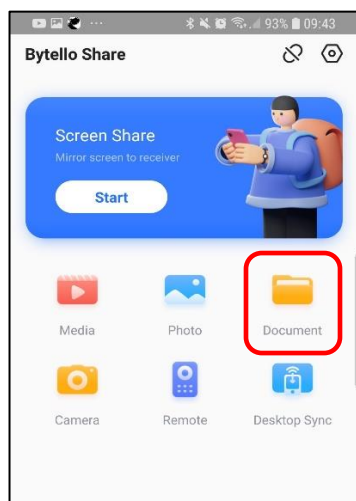 93% 09:43
Bytello Share
Screen Share
Mirror screen to receiver
Start
Media Photo Document
Camera Remote Desktop Sync